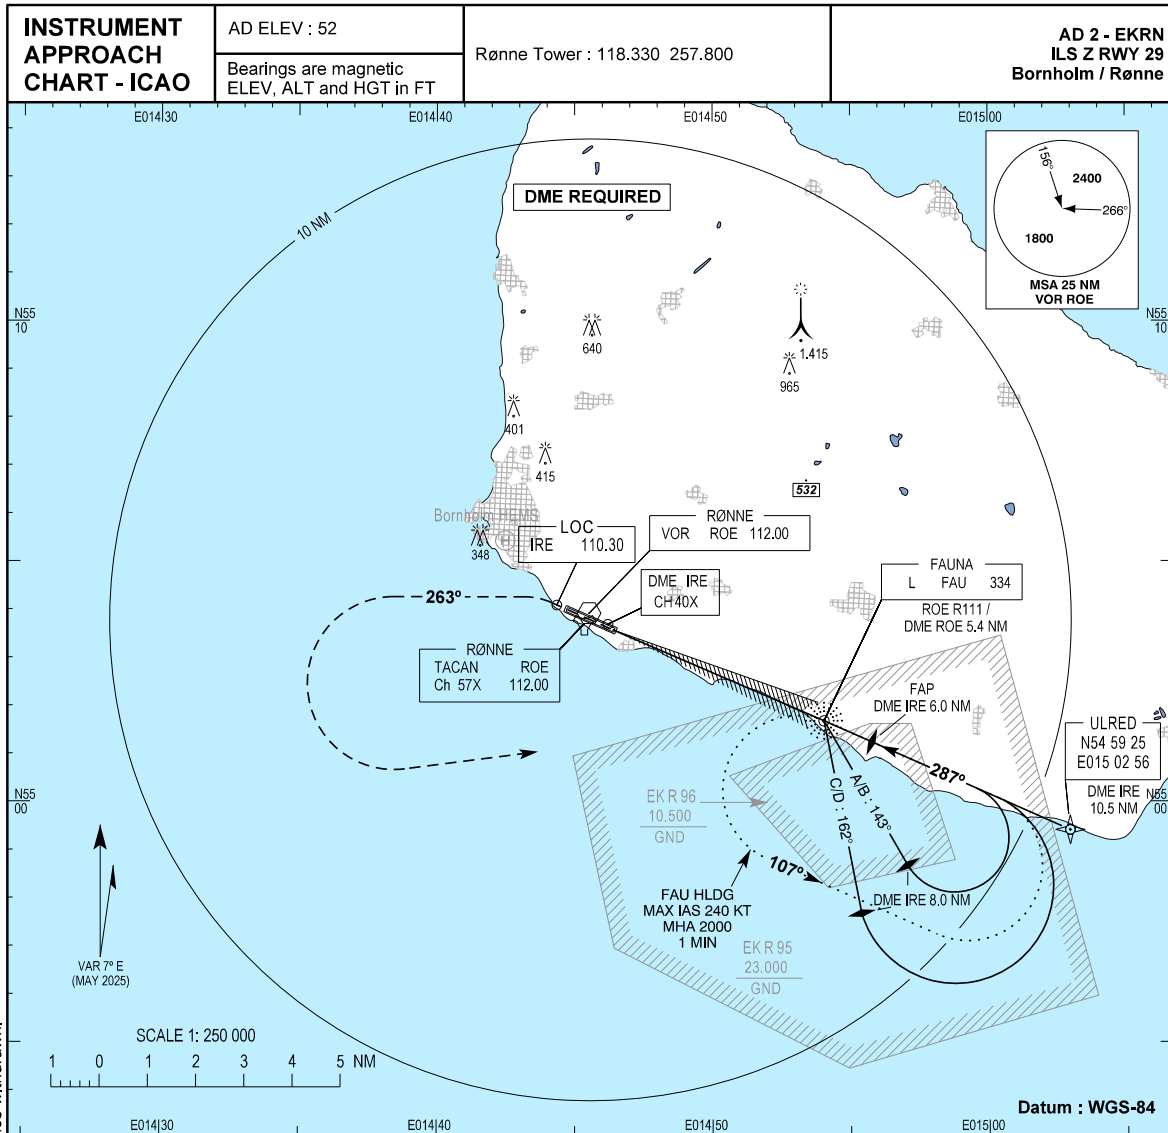 INSTRUMENT
APPROACH
CHART - ICAO
AD ELEV : 52
Bearings are magnetic
ELEV, ALT and HGT in FT
Rønne Tower : 118.330 257.800
AD 2 - EKRN
ILS Z RWY 29
Bornholm / Rønne
E014 30
E014 40
E014 50
E015 00
156°
2400
266°
1800
MSA 25 NM
VOR ROE
DME REQUIRED
10 NM
N55
10
N55
10
640
1.415
965
401
415
532
Bornholm HEMS
348
LOC
IRE 110.30
RØNNE
VOR ROE 112.00
DME IRE
CH40X
FAUNA
L FAU 334
ROE R111 /
DME ROE 5.4 NM
263°
RØNNE
TACAN ROE
Ch 57X 112.00
FAP
DME IRE 6.0 NM
ULRED
N54 59 25
E015 02 56
DME IRE
10.5 NM
287°
N55
00
N55
00
EK R 96
10.500
GND
A/B : 143°
C/D : 162°
107°
DME IRE 8.0 NM
FAU HLDG
MAX IAS 240 KT
MHA 2000
1 MIN
EK R 95
23.000
GND
VAR 7° E
(MAY 2025)
SCALE 1: 250 000
1 0 1 2 3 4 5 NM
Datum : WGS-84
E014 30
E014 40
E014 50
E015 00